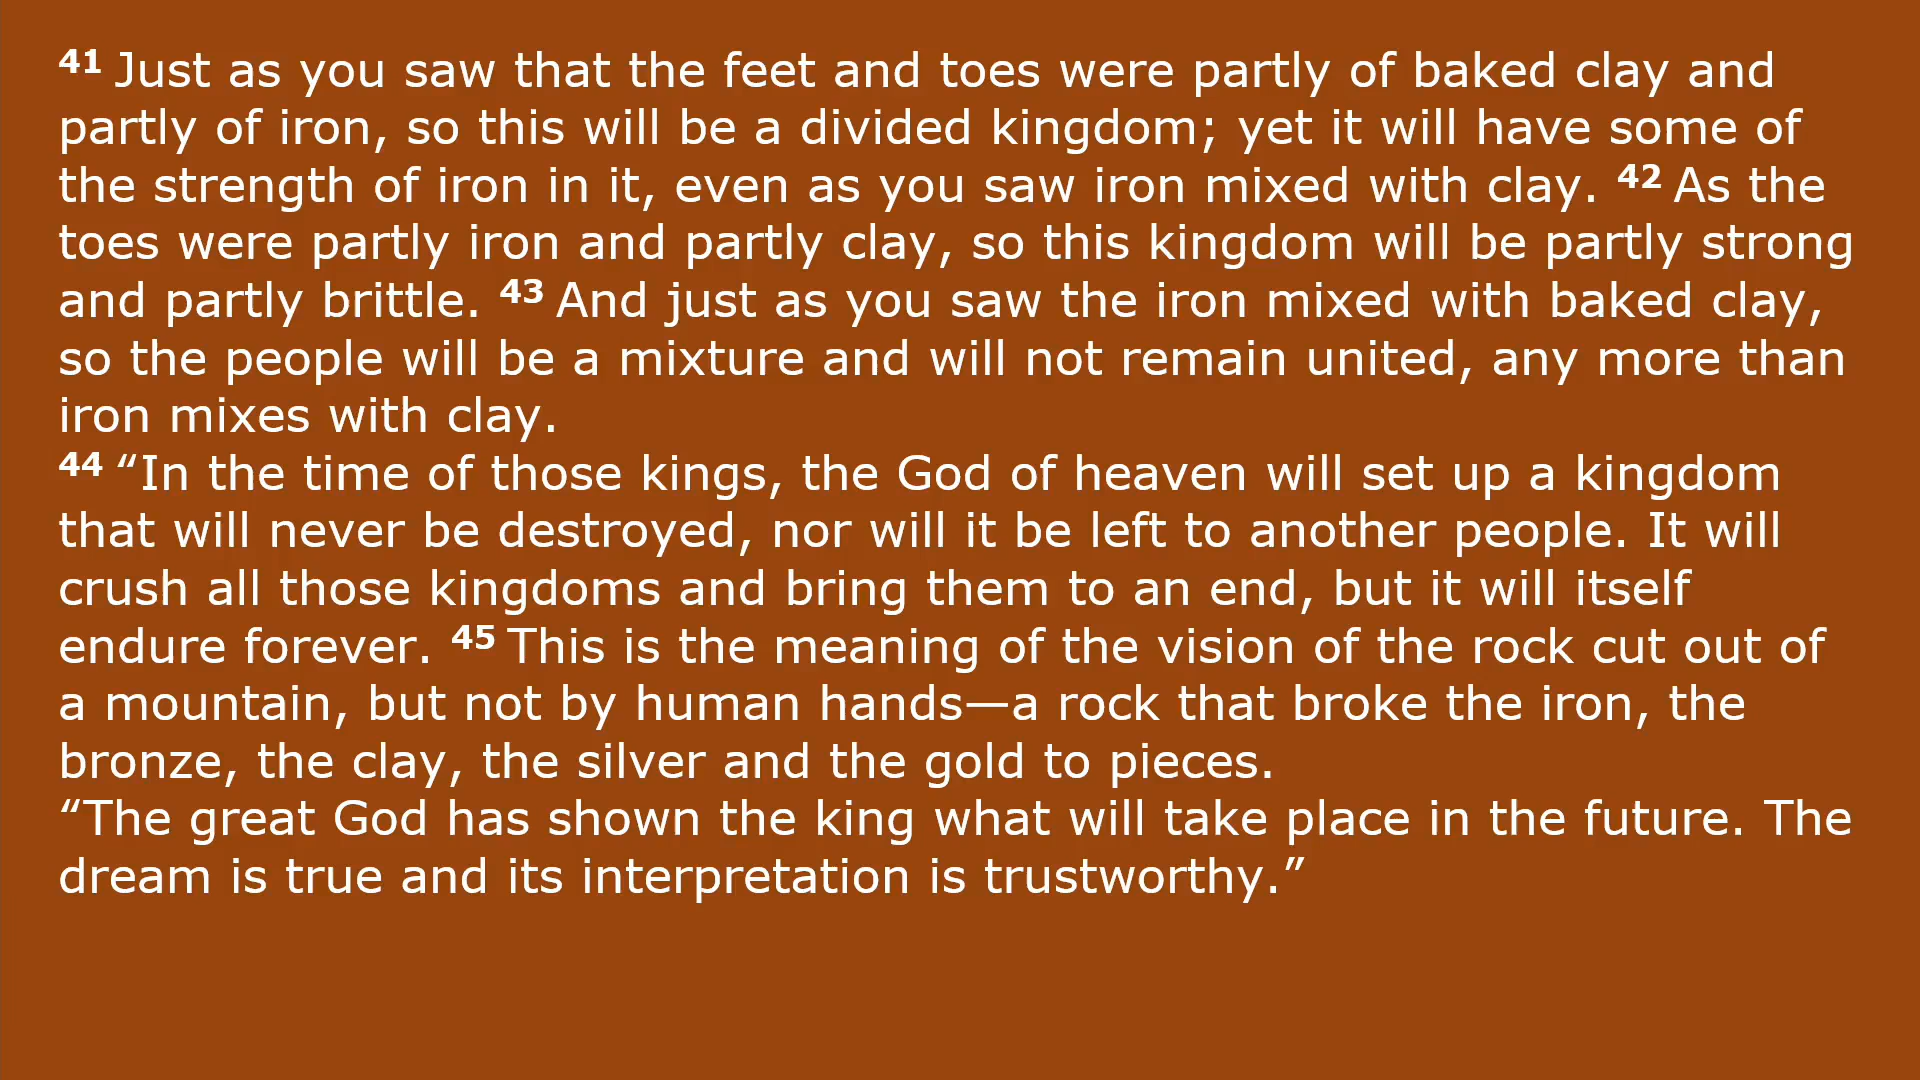 41 Just as you saw that the feet and toes were partly of baked clay and
partly of iron, so this will be a divided kingdom; yet it will have some of
the strength of iron in it, even as you saw iron mixed with clay. 42 As the
toes were partly iron and partly clay, so this kingdom will be partly strong
and partly brittle. 43 And just as you saw the iron mixed with baked clay,
so the people will be a mixture and will not remain united, any more than
iron mixes with clay.
44 “In the time of those kings, the God of heaven will set up a kingdom
that will never be destroyed, nor will it be left to another people. It will
crush all those kingdoms and bring them to an end, but it will itself
endure forever. 45 This is the meaning of the vision of the rock cut out of
a mountain, but not by human hands—a rock that broke the iron, the
bronze, the clay, the silver and the gold to pieces.
“The great God has shown the king what will take place in the future. The
dream is true and its interpretation is trustworthy.”